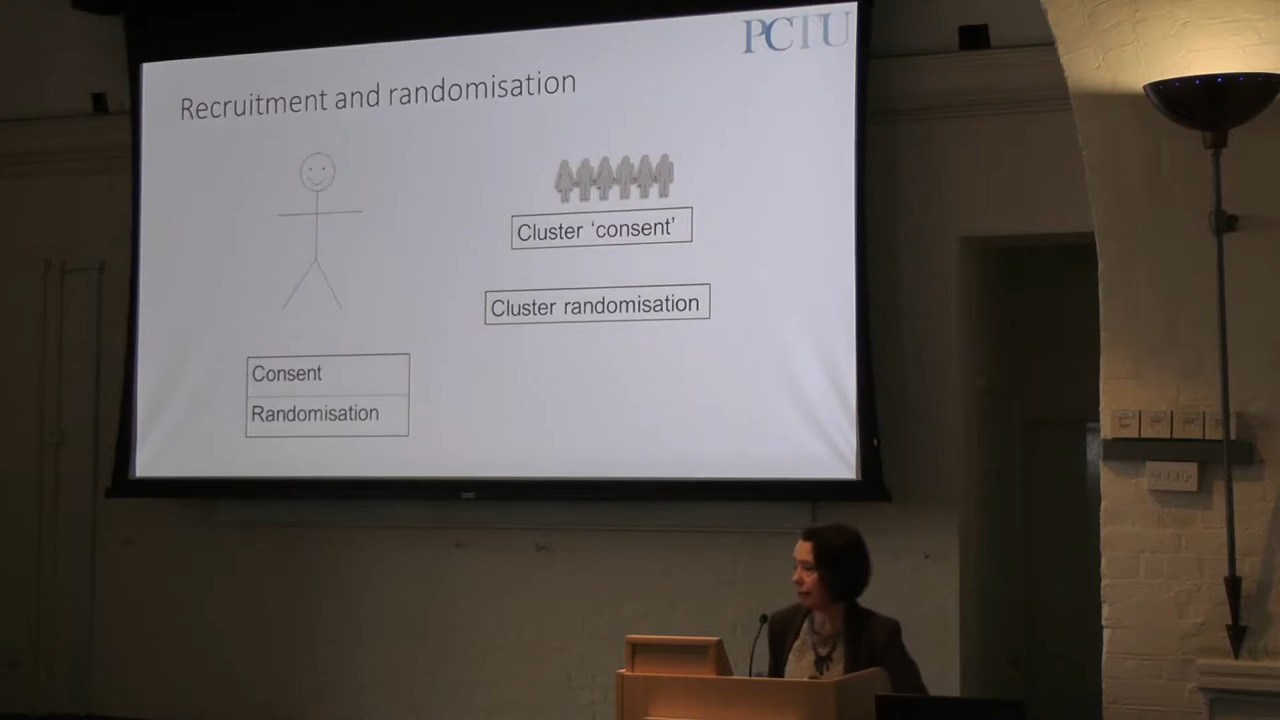 PCTU
Recruitment and randomisation
Cluster ‘consent’
Cluster randomisation
Consent
Randomisation